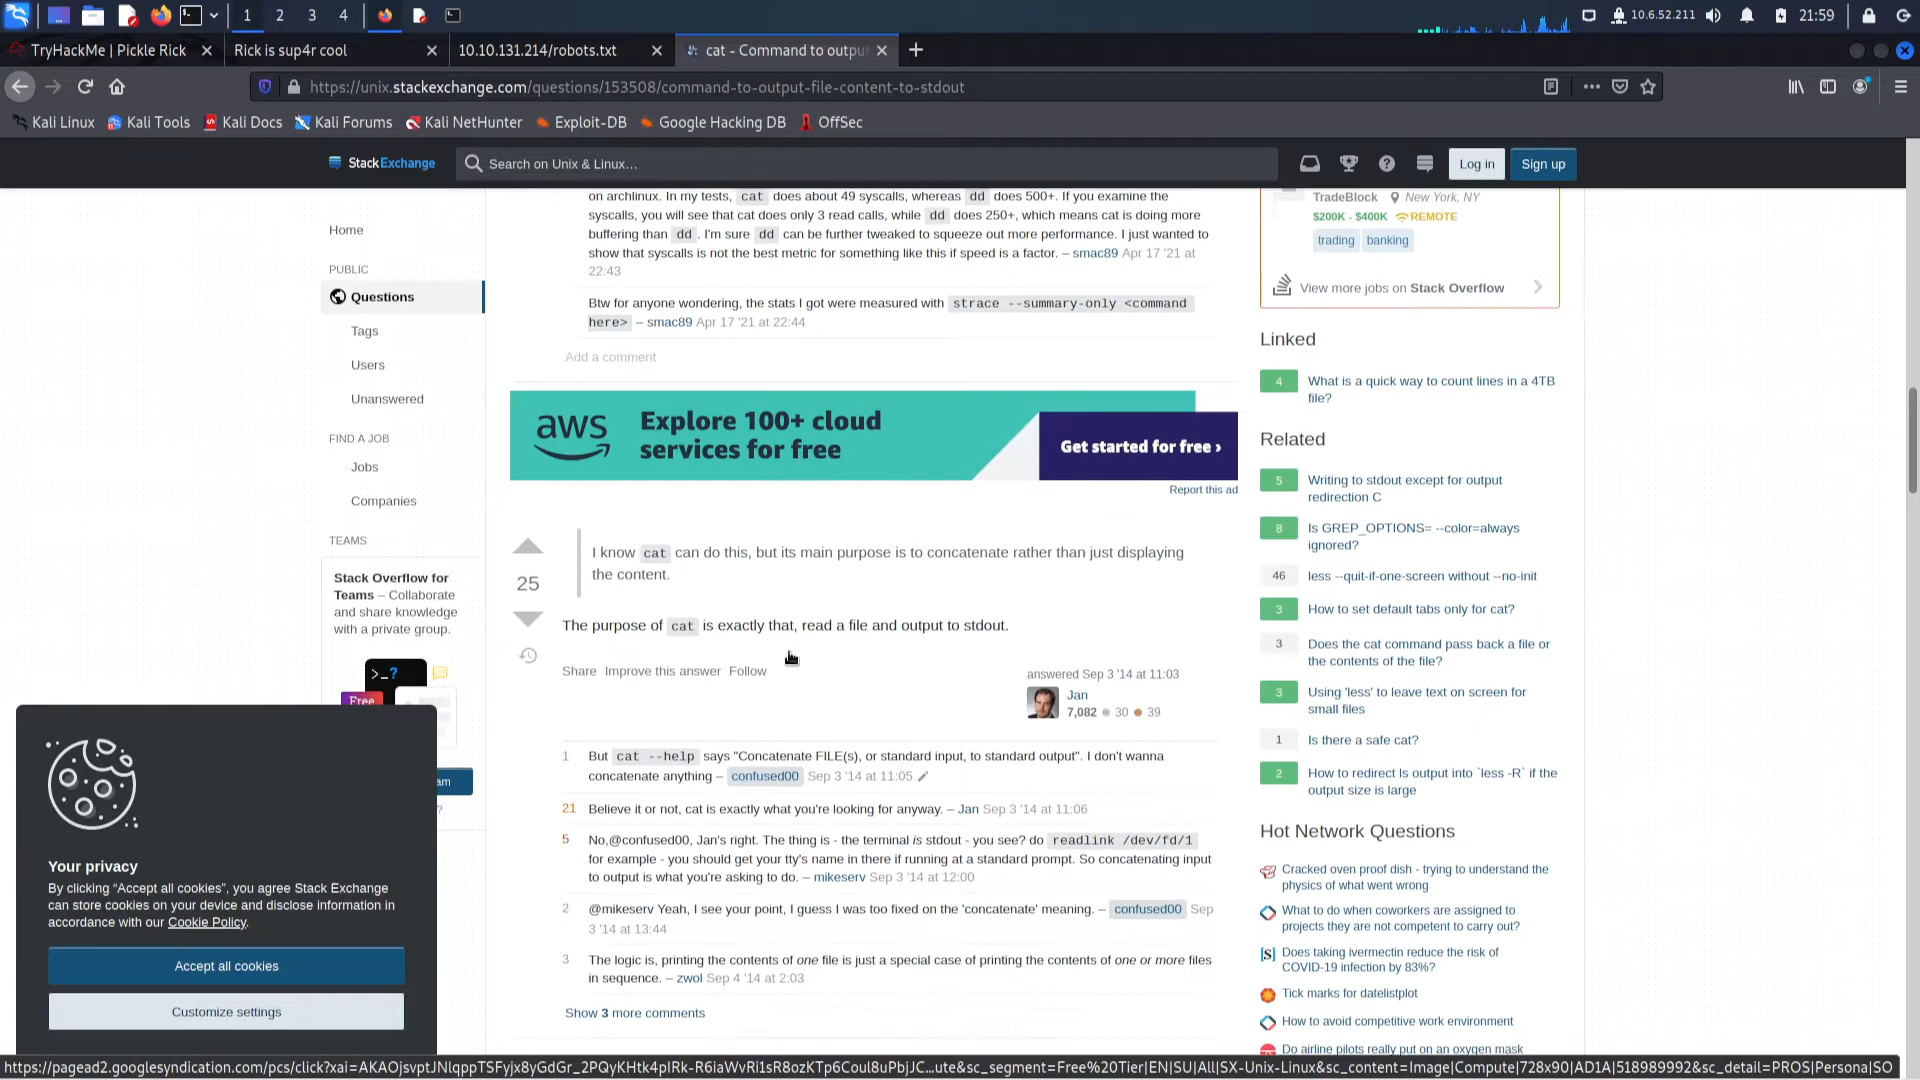 1 2 3 4
10.6.52.211
21:59
TryHackMe | Pickle Rick
Rick is sup4r cool
10.10.131.214/robots.txt
cat - Command to outpu
https://unix.stackexchange.com/questions/153508/command-to-output-file-content-to-stdout
Kali Linux
Kali Tools
Kali Docs
Kali Forums
Kali NetHunter
Exploit-DB
Google Hacking DB
OffSec
StackExchange
Search on Unix & Linux…
Log in
Sign up
Home
PUBLIC
Questions
Tags
Users
Unanswered
FIND A JOB
Jobs
Companies
TEAMS
Stack Overflow for
Teams – Collaborate
and share knowledge
with a private group.
>_?
Free
am
?
on archlinux. In my tests, cat does about 49 syscalls, whereas dd does 500+. If you examine the
syscalls, you will see that cat does only 3 read calls, while dd does 250+, which means cat is doing more
buffering than dd . I'm sure dd can be further tweaked to squeeze out more performance. I just wanted to
show that syscalls is not the best metric for something like this if speed is a factor. – smac89 Apr 17 '21 at
22:43
Btw for anyone wondering, the stats I got were measured with strace --summary-only <command
here> – smac89 Apr 17 '21 at 22:44
Add a comment
aws
Explore 100+ cloud
services for free
Get started for free ›
Report this ad
25
I know cat can do this, but its main purpose is to concatenate rather than just displaying
the content.
The purpose of cat is exactly that, read a file and output to stdout.
Share Improve this answer Follow
answered Sep 3 '14 at 11:03
Jan
7,082 30 39
1 But cat --help says "Concatenate FILE(s), or standard input, to standard output". I don't wanna
concatenate anything – confused00 Sep 3 '14 at 11:05
21 Believe it or not, cat is exactly what you're looking for anyway. – Jan Sep 3 '14 at 11:06
5 No,@confused00, Jan's right. The thing is - the terminal is stdout - you see? do readlink /dev/fd/1
for example - you should get your tty's name in there if running at a standard prompt. So concatenating input
to output is what you're asking to do. – mikeserv Sep 3 '14 at 12:00
2 @mikeserv Yeah, I see your point, I guess I was too fixed on the 'concatenate' meaning. – confused00 Sep
3 '14 at 13:44
3 The logic is, printing the contents of one file is just a special case of printing the contents of one or more files
in sequence. – zwol Sep 4 '14 at 2:03
Show 3 more comments
TradeBlock New York, NY
$200K - $400K REMOTE
trading banking
View more jobs on Stack Overflow
Linked
4 What is a quick way to count lines in a 4TB
file?
Related
5 Writing to stdout except for output
redirection C
8 Is GREP_OPTIONS= --color=always
ignored?
46 less --quit-if-one-screen without --no-init
3 How to set default tabs only for cat?
3 Does the cat command pass back a file or
the contents of the file?
3 Using 'less' to leave text on screen for
small files
1 Is there a safe cat?
2 How to redirect ls output into `less -R` if the
output size is large
Hot Network Questions
Cracked oven proof dish - trying to understand the
physics of what went wrong
What to do when coworkers are assigned to
projects they are not competent to carry out?
Does taking ivermectin reduce the risk of
COVID-19 infection by 83%?
Tick marks for datelistplot
How to avoid competitive work environment
Do airline pilots really put on an oxygen mask
Your privacy
By clicking “Accept all cookies”, you agree Stack Exchange
can store cookies on your device and disclose information in
accordance with our Cookie Policy.
Accept all cookies
Customize settings